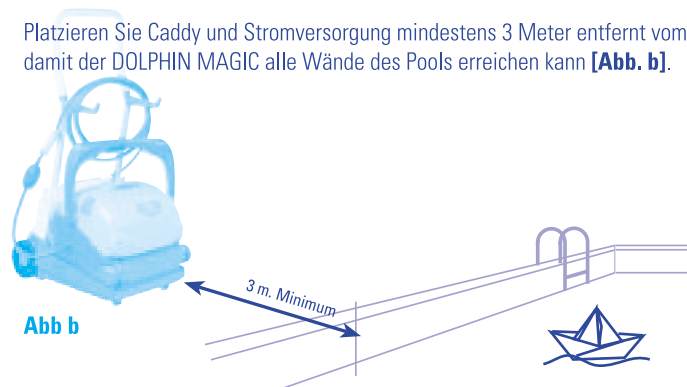 Platzieren Sie Caddy und Stromversorgung mindestens 3 Meter entfernt vom
damit der DOLPHIN MAGIC alle Wände des Pools erreichen kann [Abb. b].
3 m. Minimum
Abb b